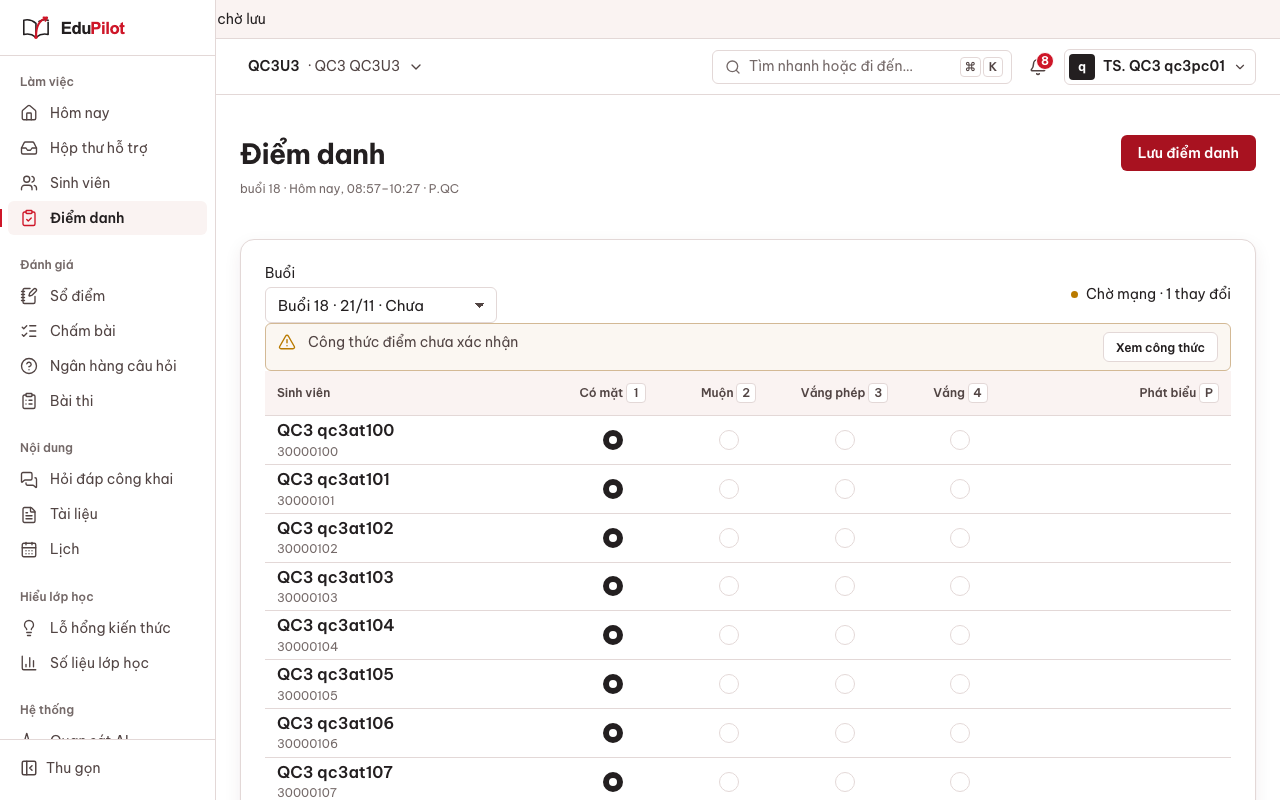 chờ lưu
EduPilot
Làm việc
Hôm nay
Hộp thư hỗ trợ
Sinh viên
Điểm danh
Đánh giá
Sổ điểm
Chấm bài
Ngân hàng câu hỏi
Bài thi
Nội dung
Hỏi đáp công khai
Tài liệu
Lịch
Hiểu lớp học
Lỗ hổng kiến thức
Số liệu lớp học
Hệ thống
Thu gọn
QC3U3 · QC3 QC3U3
Tìm nhanh hoặc đi đến... ⌘ K
8
q TS. QC3 qc3pc01
Điểm danh
Lưu điểm danh
buổi 18 · Hôm nay, 08:57–10:27 · P.QC
Buổi
Buổi 18 · 21/11 · Chưa
Chờ mạng · 1 thay đổi
Công thức điểm chưa xác nhận
Xem công thức
Sinh viên Có mặt 1 Muộn 2 Vắng phép 3 Vắng 4 Phát biểu P
QC3 qc3at100
30000100
QC3 qc3at101
30000101
QC3 qc3at102
30000102
QC3 qc3at103
30000103
QC3 qc3at104
30000104
QC3 qc3at105
30000105
QC3 qc3at106
30000106
QC3 qc3at107
30000107